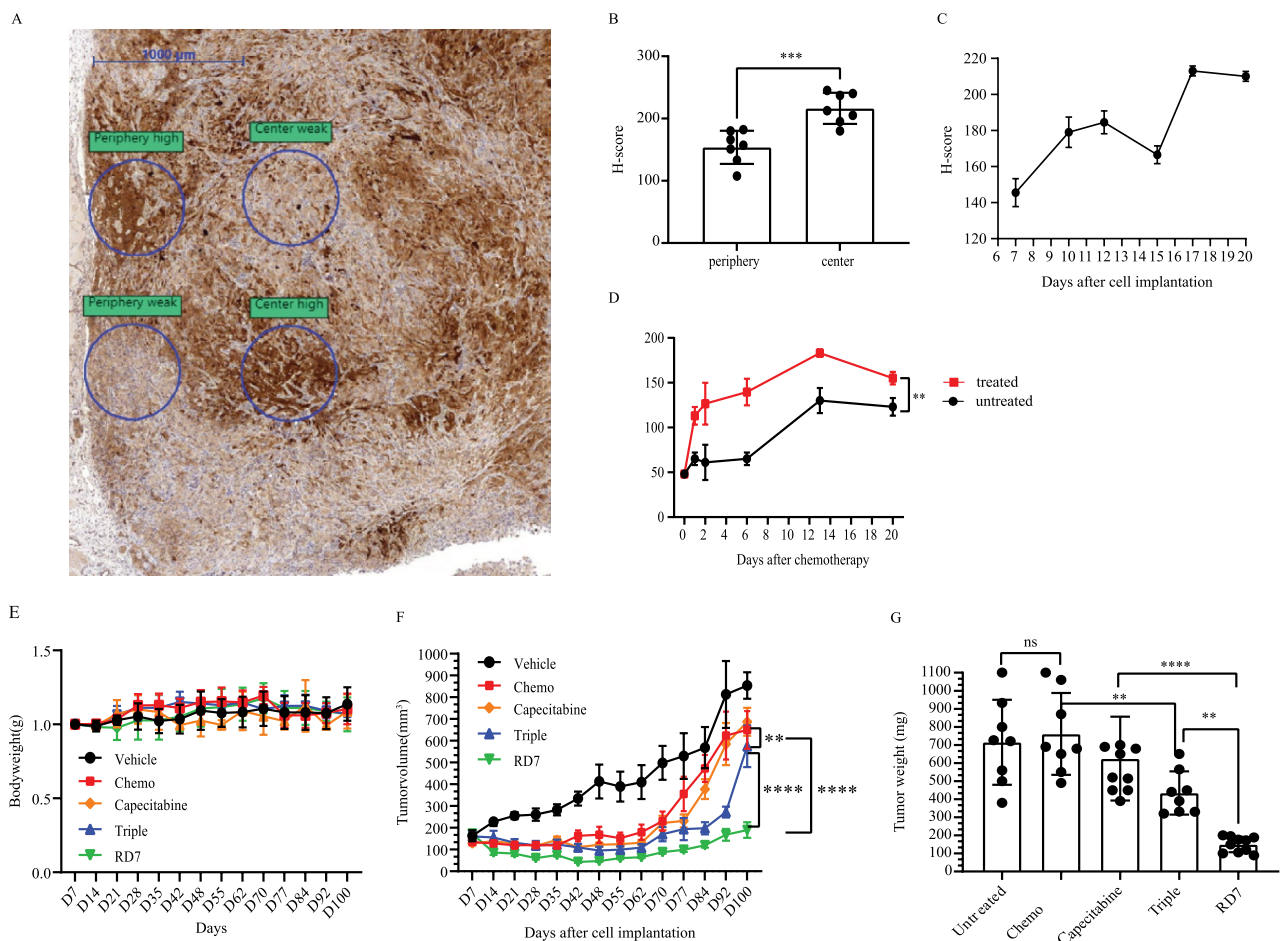 A
1000 µm
Periphery high
Center weak
Periphery weak
Center high
B
H-score
300
200
100
0
***
periphery
center
C
H-score
220
200
180
160
140
120
6 7 8 9 10 11 12 13 14 15 16 17 18 19 20
Days after cell implantation
D
200
150
100
50
0
0 2 4 6 8 10 12 14 16 18 20
Days after chemotherapy
**
treated
untreated
E
Bodyweight(g)
1.5
1.0
0.5
0.0
Vehicle
Chemo
Capecitabine
Triple
RD7
D7 D14 D21 D28 D35 D42 D48 D55 D62 D70 D77 D84 D92 D100
Days
F
Tumorvolume(mm³)
1000
900
800
700
600
500
400
300
200
100
0
Vehicle
Chemo
Capecitabine
Triple
RD7
**
**** ****
D7 D14 D21 D28 D35 D42 D48 D55 D62 D70 D77 D84 D92 D100
Days after cell implantation
G
Tumor weight (mg)
1100
1000
900
800
700
600
500
400
300
200
100
0
ns
****
**
**
Untreated
Chemo
Capecitabine
Triple
RD7